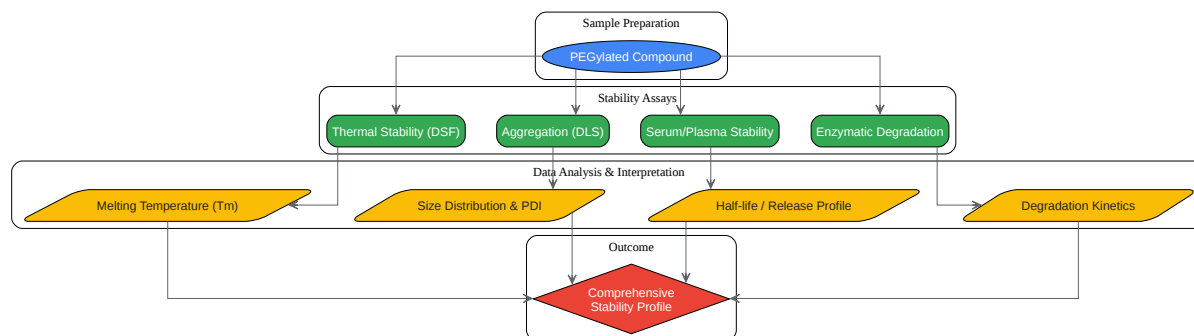 Sample Preparation
PEGylated Compound
Stability Assays
Thermal Stability (DSF)
Aggregation (DLS)
Serum/Plasma Stability
Enzymatic Degradation
Data Analysis & Interpretation
Melting Temperature (Tm)
Size Distribution & PDI
Half-life / Release Profile
Degradation Kinetics
Outcome
Comprehensive
Stability Profile